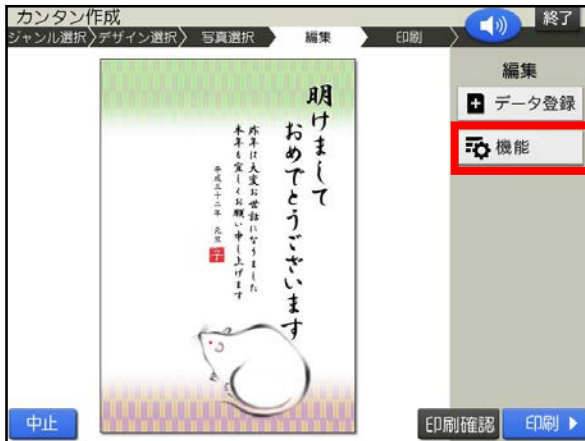 カンタン作成
終了
ジャンル選択
デザイン選択
写真選択
編集
印刷
編集
データ登録
機能
明けまして
おめでとうございます
昨年は大変お世話になりました
本年も宜しくお願い申し上げます
平成三十二年 元旦
子
中止
印刷確認
印刷